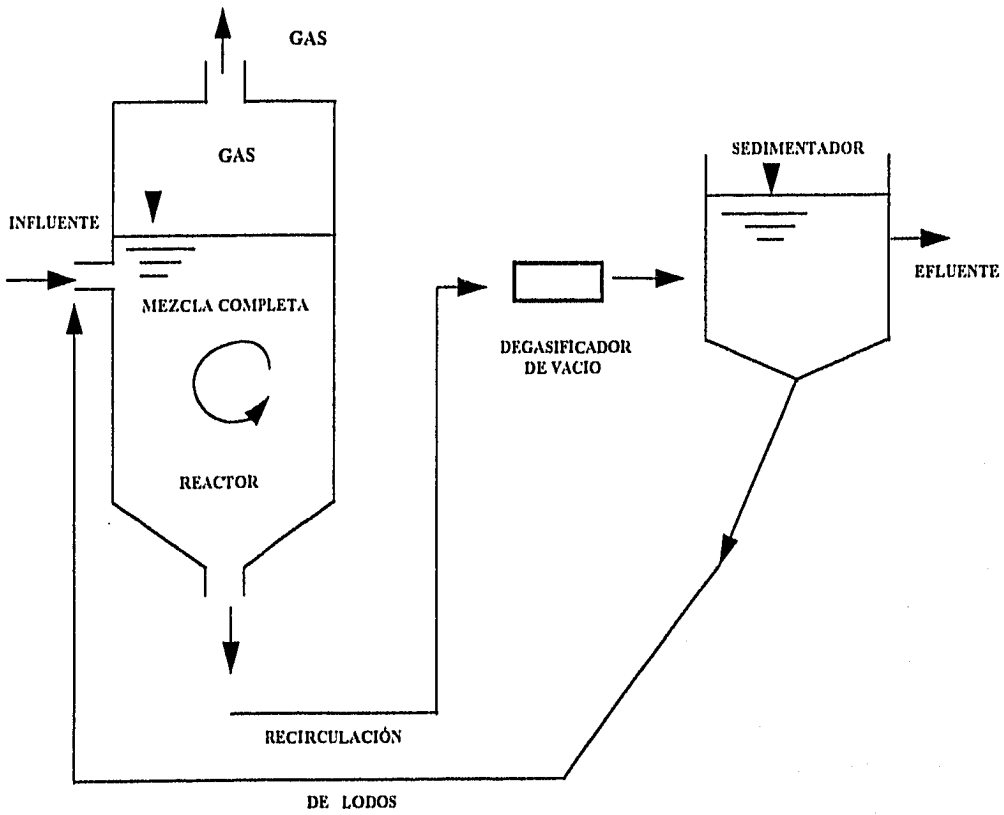 GAS
GAS
SEDIMENTADOR
INFLUENTE
EFLUENTE
MEZCLA COMPLETA
DEGASIFICADOR
DE VACIO
REACTOR
RECIRCULACIÓN
DE LODOS